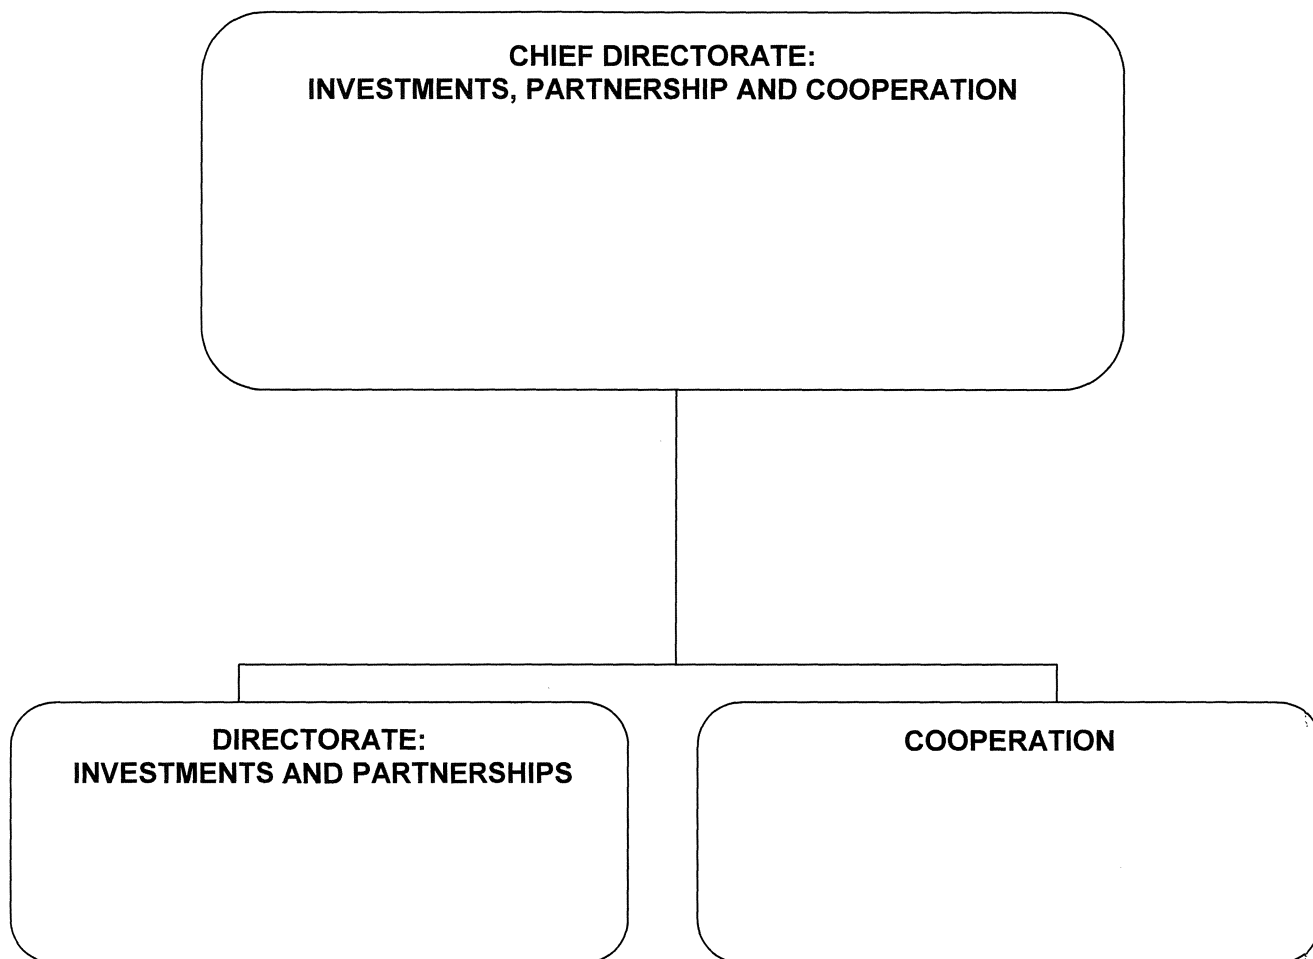 CHIEF DIRECTORATE:
INVESTMENTS, PARTNERSHIP AND COOPERATION
DIRECTORATE:
INVESTMENTS AND PARTNERSHIPS
COOPERATION